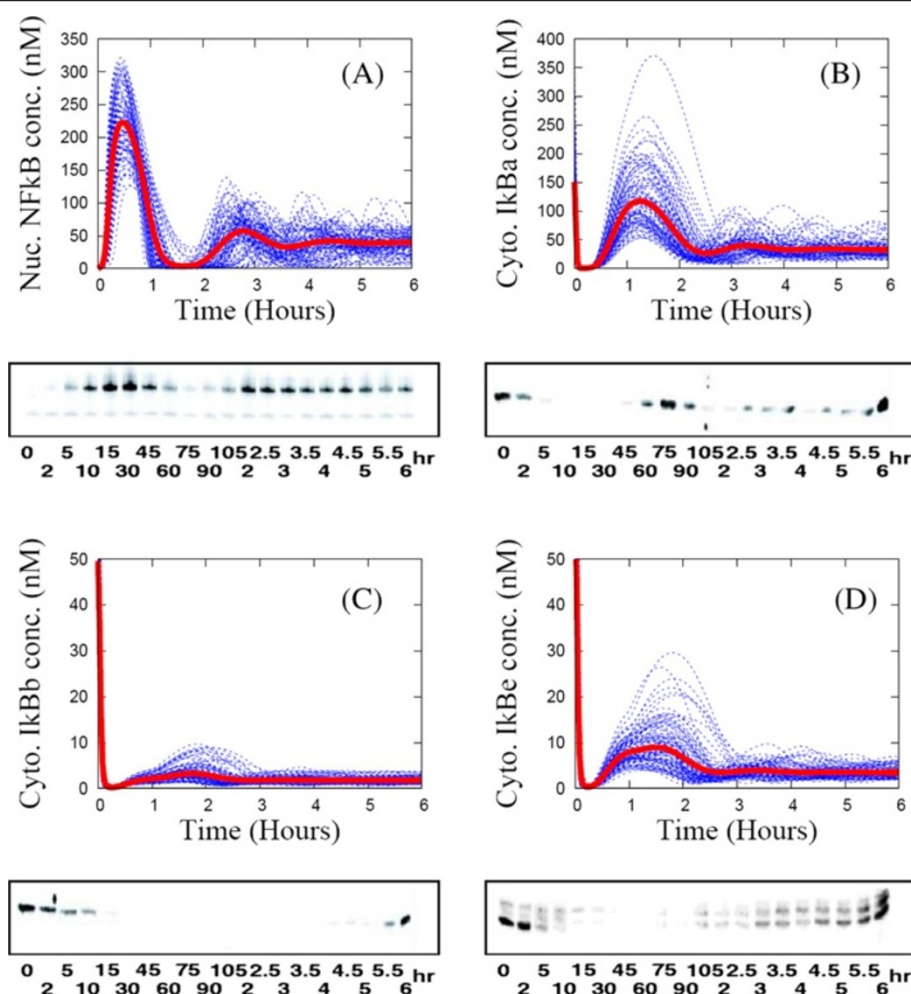 Nuc. NFkB conc. (nM)
350
300
250
200
150
100
50
0
(A)
0 1 2 3 4 5 6
Time (Hours)
Cyto. IkBa conc. (nM)
400
350
300
250
200
150
100
50
0
(B)
0 1 2 3 4 5 6
Time (Hours)
0 5 15 45 75 105 2.5 3.5 4.5 5.5 hr
2 10 30 60 90 2 3 4 5 6
0 5 15 45 75 105 2.5 3.5 4.5 5.5 hr
2 10 30 60 90 2 3 4 5 6
Cyto. IkBb conc. (nM)
50
40
30
20
10
0
(C)
0 1 2 3 4 5 6
Time (Hours)
Cyto. IkBe conc. (nM)
50
40
30
20
10
0
(D)
0 1 2 3 4 5 6
Time (Hours)
0 5 15 45 75 105 2.5 3.5 4.5 5.5 hr
2 10 30 60 90 2 3 4 5 6
0 5 15 45 75 105 2.5 3.5 4.5 5.5 hr
2 10 30 60 90 2 3 4 5 6